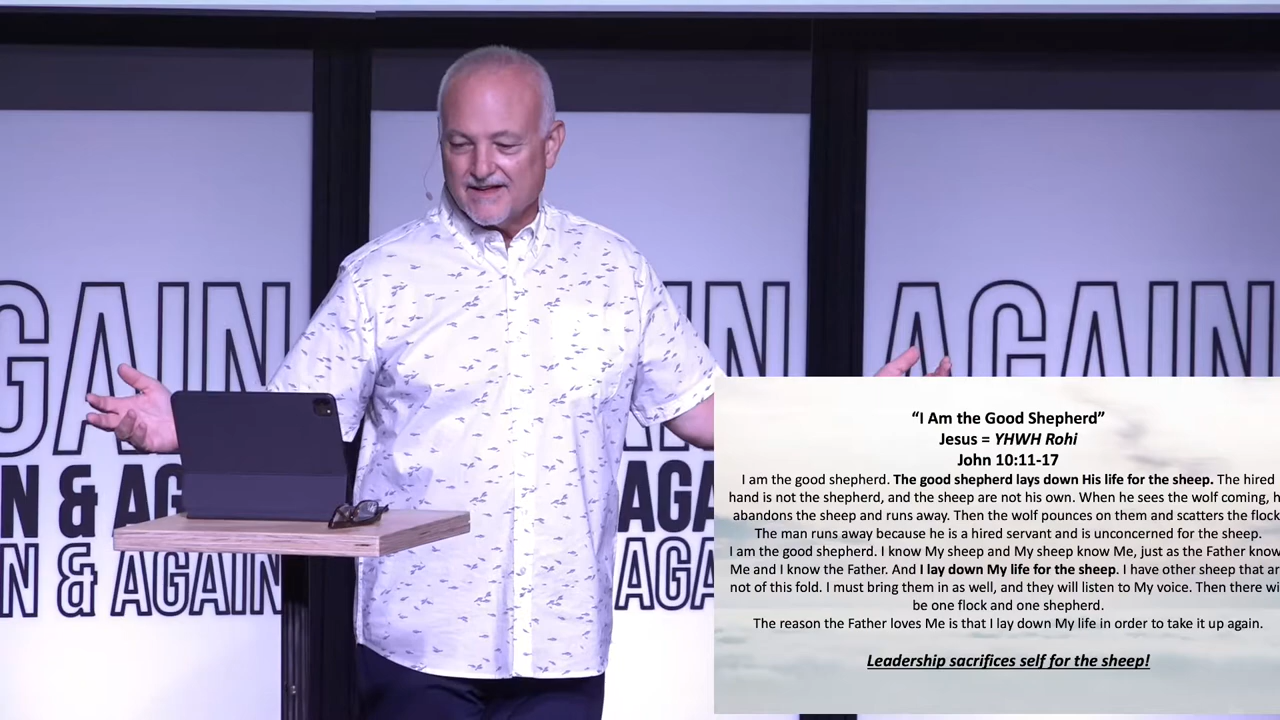 GAIN
IN
AGAIN
N & AG
AGA
N & AGAIN
AGA
“I Am the Good Shepherd”
Jesus = YHWH Rohi
John 10:11-17
I am the good shepherd. The good shepherd lays down His life for the sheep. The hired
hand is not the shepherd, and the sheep are not his own. When he sees the wolf coming,
abandons the sheep and runs away. Then the wolf pounces on them and scatters the flock
The man runs away because he is a hired servant and is unconcerned for the sheep.
I am the good shepherd. I know My sheep and My sheep know Me, just as the Father know
Me and I know the Father. And I lay down My life for the sheep. I have other sheep that ar
not of this fold. I must bring them in as well, and they will listen to My voice. Then there wi
be one flock and one shepherd.
The reason the Father loves Me is that I lay down My life in order to take it up again.
Leadership sacrifices self for the sheep!